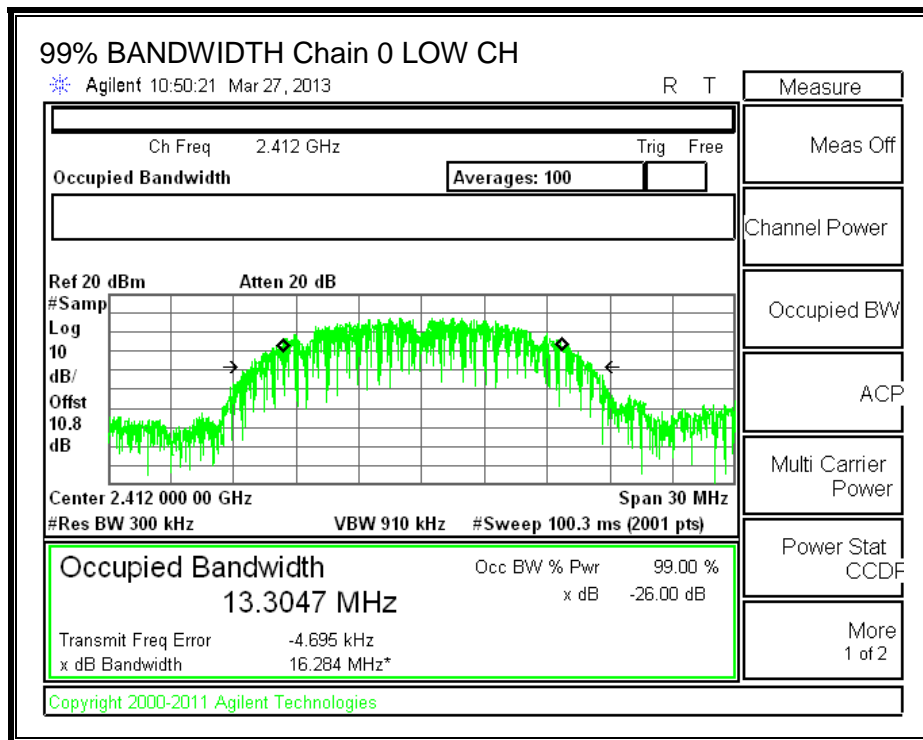 99% BANDWIDTH Chain 0 LOW CH
Agilent 10:50:21 Mar 27, 2013 R T
Measure
Ch Freq 2.412 GHz Trig Free
Meas Off
Occupied Bandwidth Averages: 100
Channel Power
Ref 20 dBm Atten 20 dB
#Samp
Log
10
dB/
Offst
10.8
dB
Occupied BW
ACP
Multi Carrier
Power
Center 2.412 000 00 GHz Span 30 MHz
#Res BW 300 kHz VBW 910 kHz #Sweep 100.3 ms (2001 pts)
Power Stat
CCDF
Occupied Bandwidth Occ BW % Pwr 99.00 %
13.3047 MHz x dB -26.00 dB
Transmit Freq Error -4.695 kHz
x dB Bandwidth 16.284 MHz*
More
1 of 2
Copyright 2000-2011 Agilent Technologies